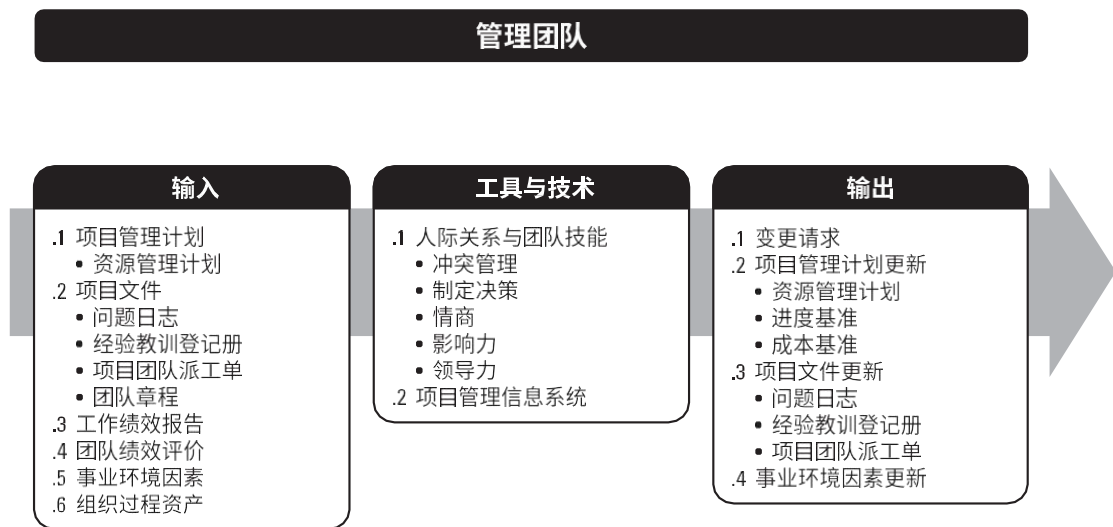 管理团队
输入
.1 项目管理计划
• 资源管理计划
.2 项目文件
• 问题日志
• 经验教训登记册
• 项目团队派工单
• 团队章程
.3 工作绩效报告
.4 团队绩效评价
.5 事业环境因素
.6 组织过程资产
工具与技术
.1 人际关系与团队技能
• 冲突管理
• 制定决策
• 情商
• 影响力
• 领导力
.2 项目管理信息系统
输出
.1 变更请求
.2 项目管理计划更新
• 资源管理计划
• 进度基准
• 成本基准
.3 项目文件更新
• 问题日志
• 经验教训登记册
• 项目团队派工单
.4 事业环境因素更新